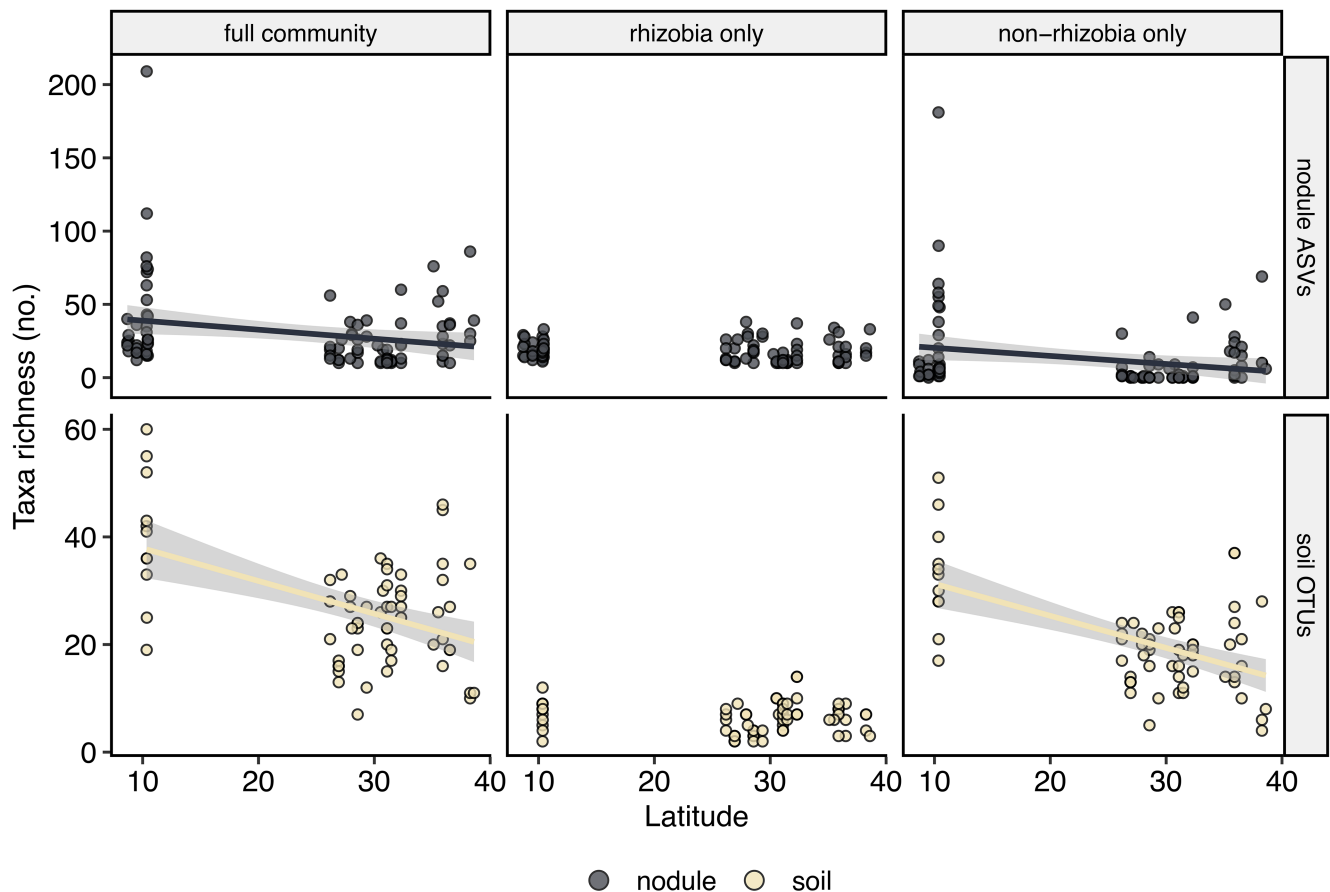 full community
rhizobia only
non−rhizobia only
200
150
100
50
0
nodule ASVs
Taxa richness (no.)
60
40
20
0
soil OTUs
10 20 30 40
10 20 30 40
10 20 30 40
Latitude
nodule soil